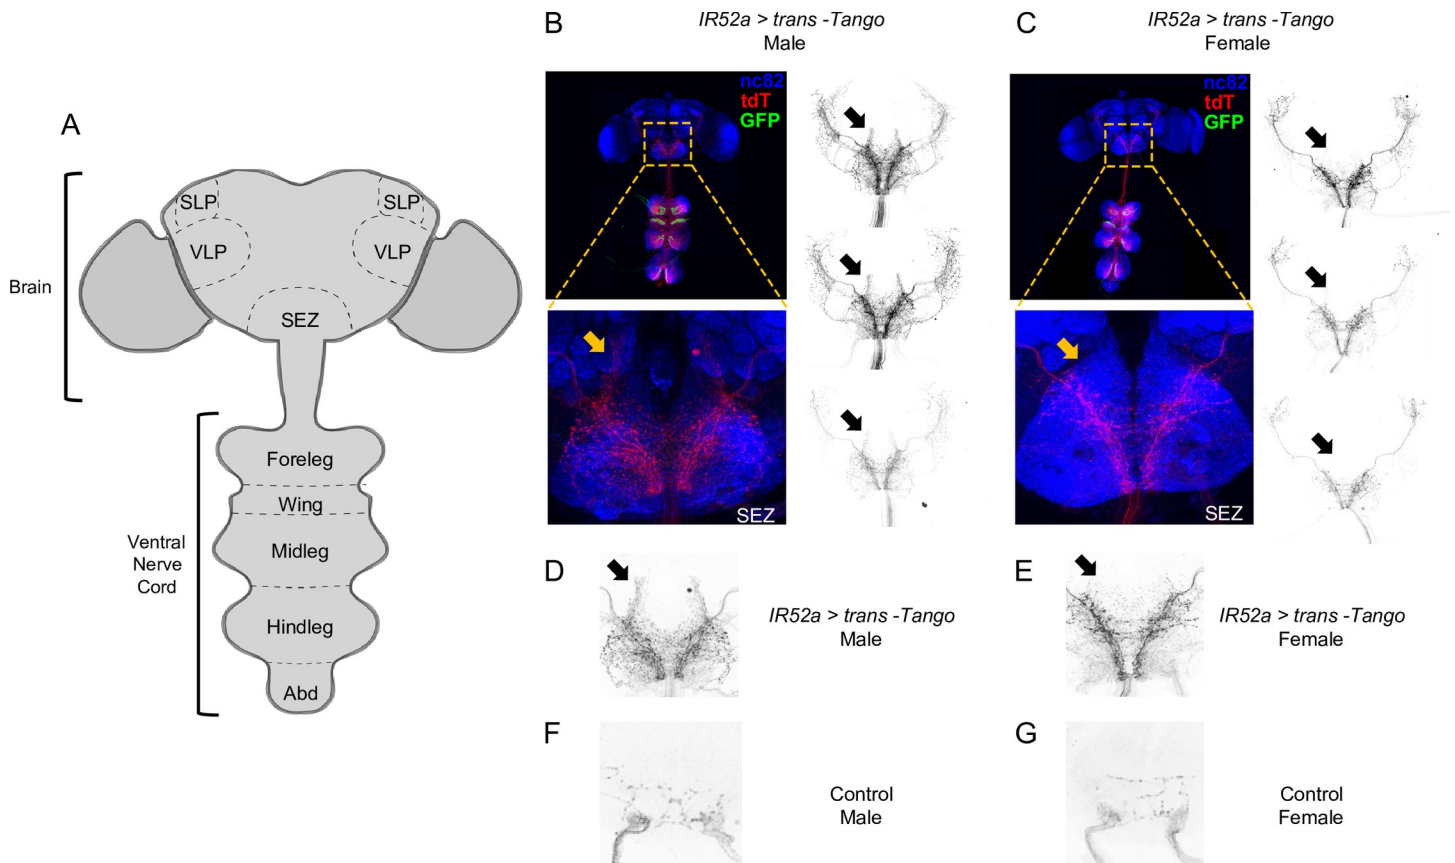 A
SLP
SLP
VLP
VLP
Brain
SEZ
Foreleg
Wing
Midleg
Hindleg
Abd
Ventral
Nerve
Cord
B
IR52a > trans -Tango
Male
nc82
tdT
GFP
SEZ
C
IR52a > trans -Tango
Female
nc82
tdT
GFP
SEZ
D
IR52a > trans -Tango
Male
E
IR52a > trans -Tango
Female
F
Control
Male
G
Control
Female